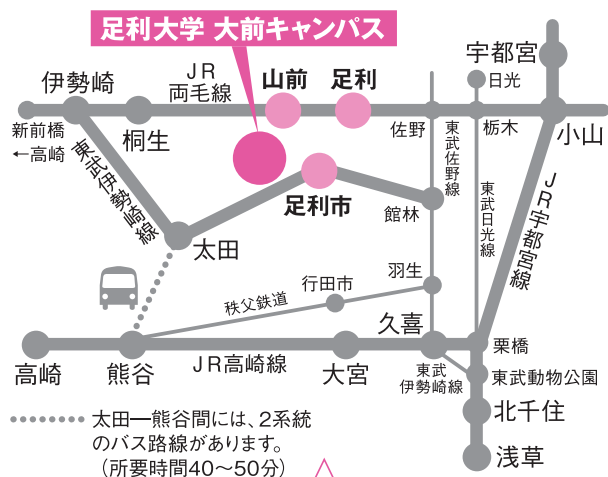 足利大学 大前キャンパス
宇都宮
伊勢崎
JR
両毛線
山前
足利
日光
新前橋
←高崎
桐生
佐野
栃木
小山
東武伊勢崎線
東武佐野線
東武日光線
JR宇都宮線
足利市
館林
太田
羽生
行田市
秩父鉄道
久喜
栗橋
高崎
熊谷
JR高崎線
大宮
東武
伊勢崎線
東武動物公園
北千住
浅草
太田―熊谷間には、2系統
のバス路線があります。
(所要時間40〜50分)